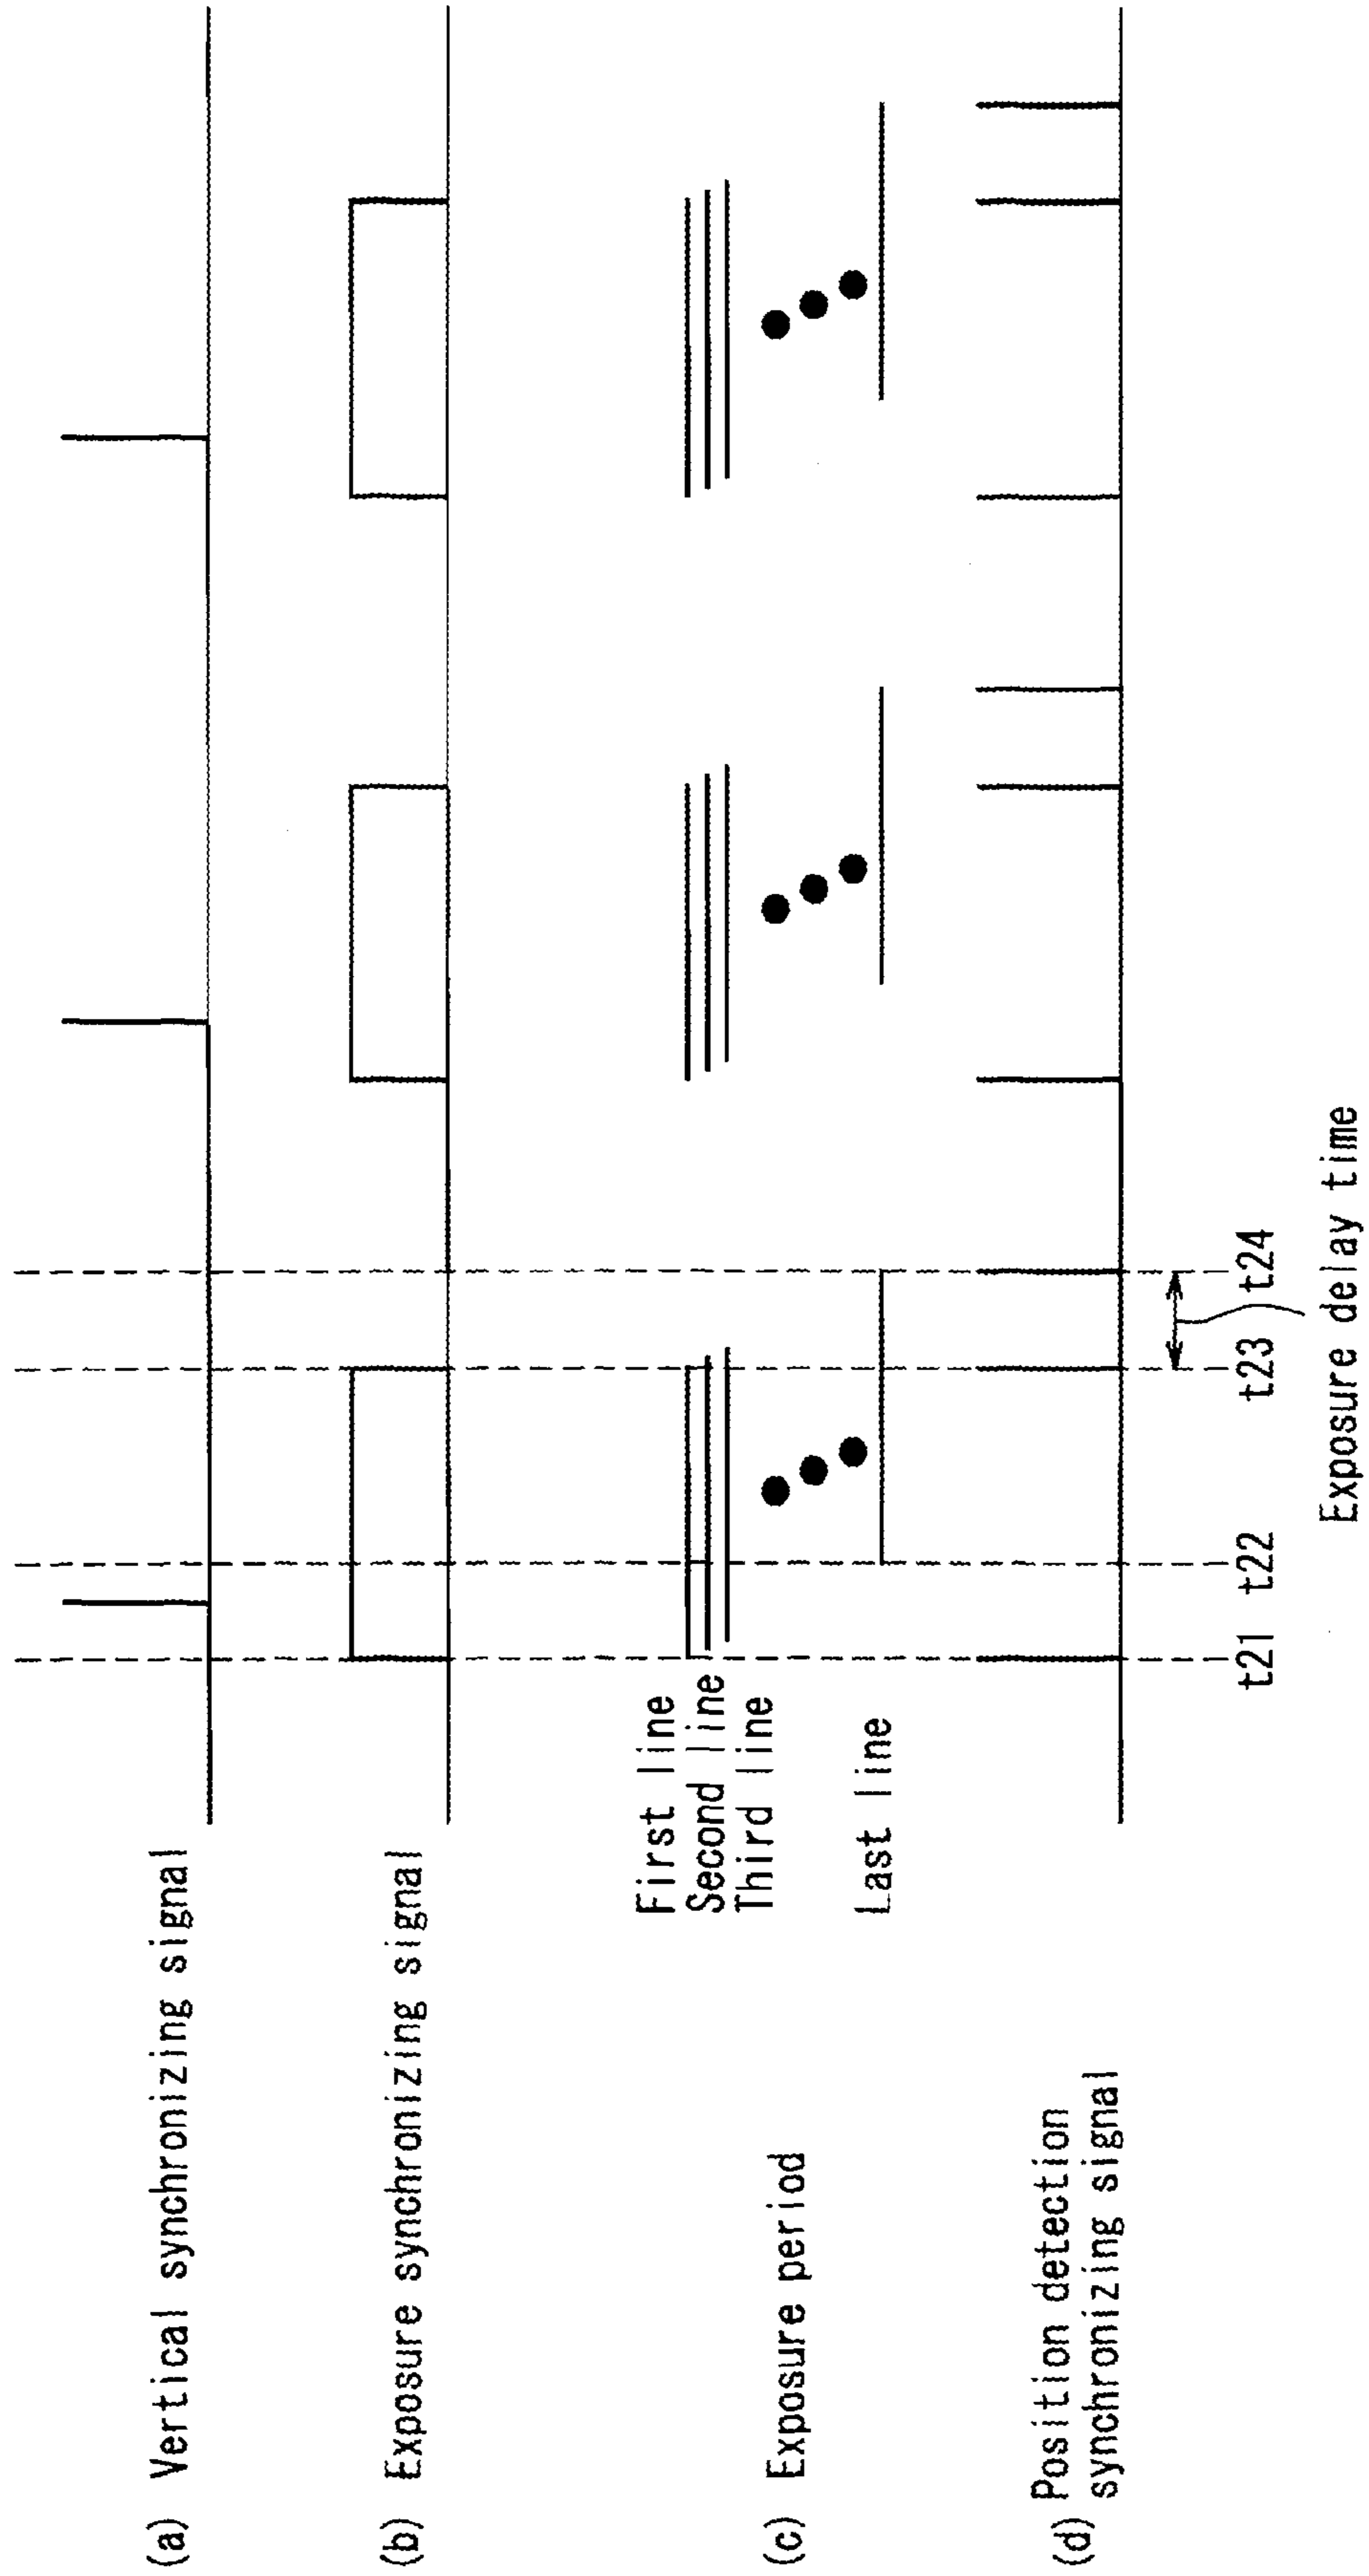 (a) Vertical synchronizing signal
(b) Exposure synchronizing signal
First line
Second line
Third line
(c) Exposure period
Last line
(d) Position detection
synchronizing signal
t21 t22 t23 t24
Exposure delay time